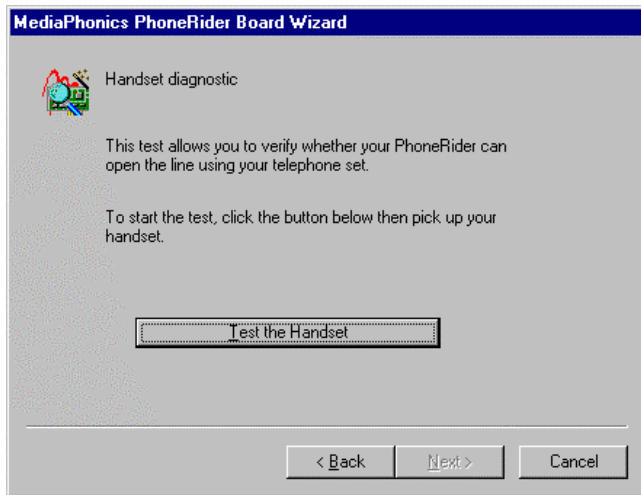 MediaPhonics PhoneRider Board Wizard
Handset diagnostic
This test allows you to verify whether your PhoneRider can
open the line using your telephone set.
To start the test, click the button below then pick up your
handset.
Test the Handset
< Back
Next >
Cancel